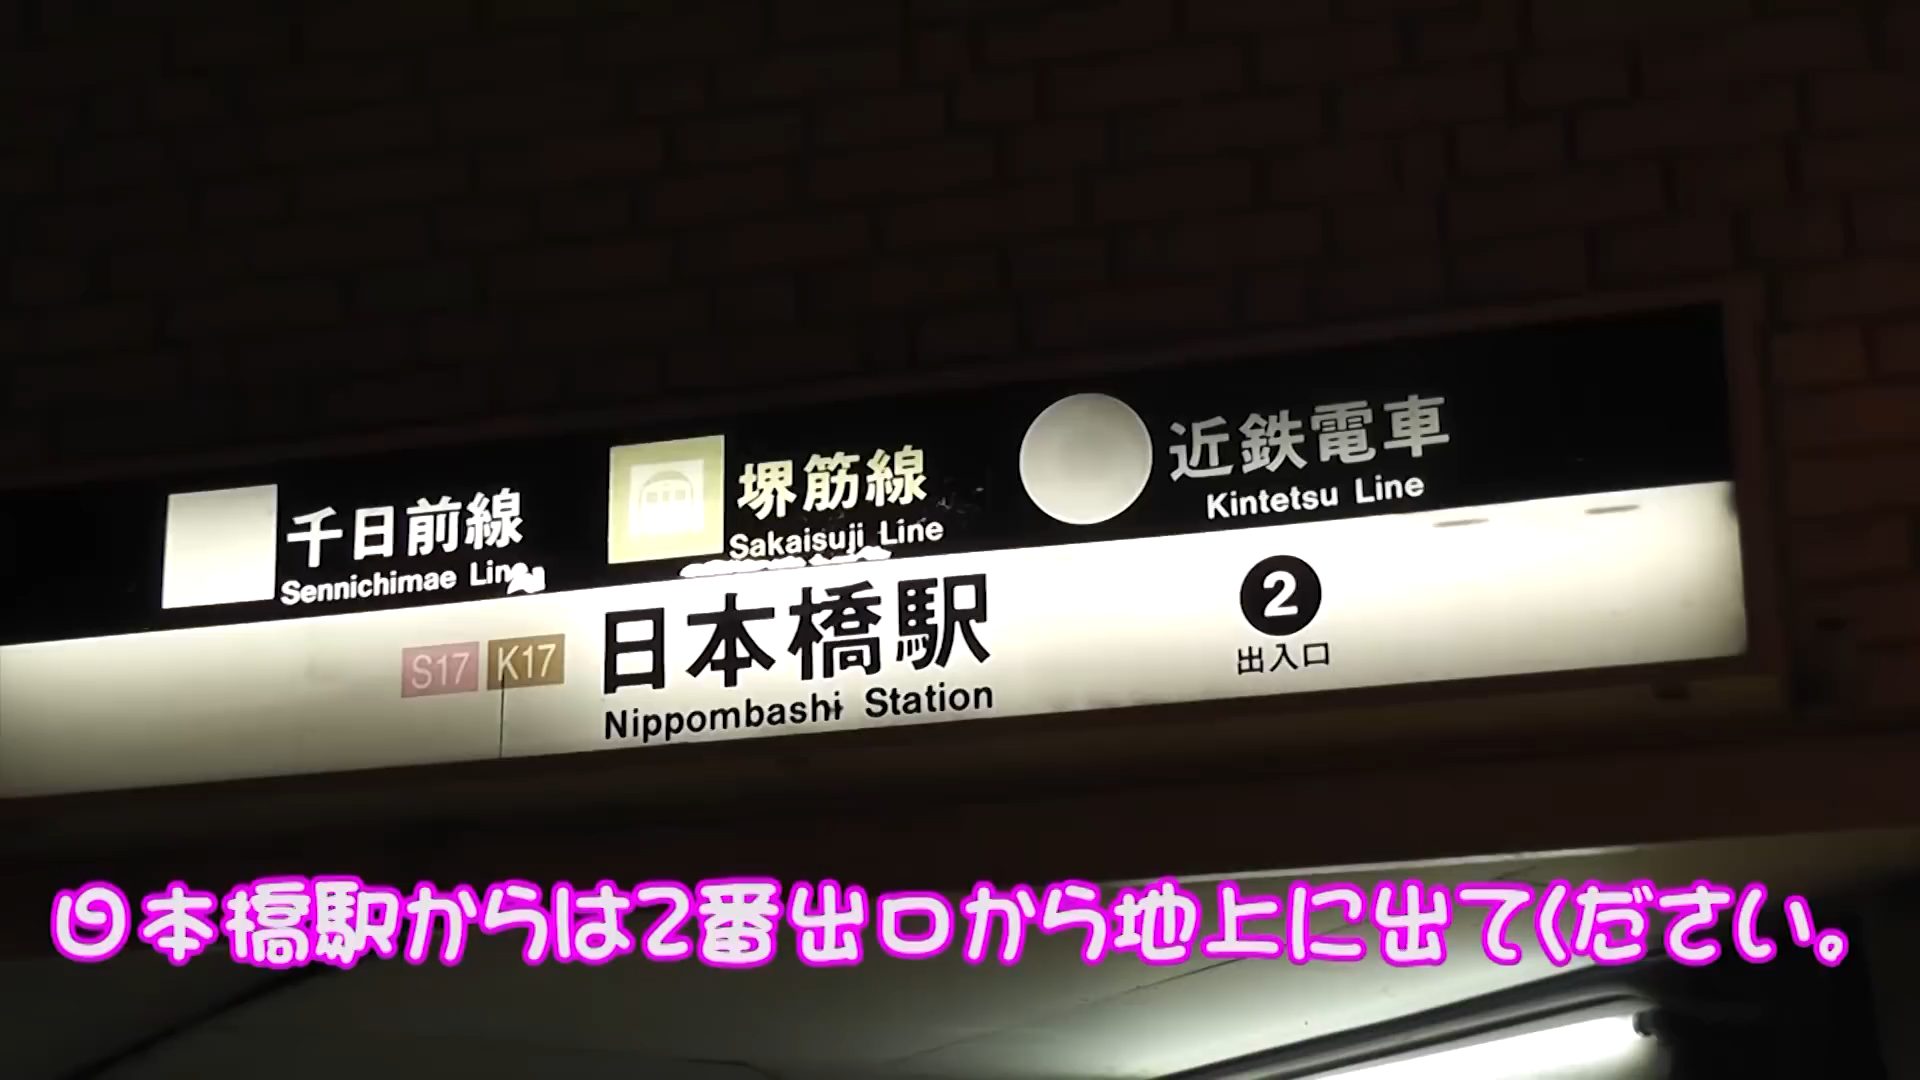 千日前線
Sennichimae Line
堺筋線
Sakaisuji Line
近鉄電車
Kintetsu Line
S17 K17
日本橋駅
Nippombashi Station
2
出入口
日本橋駅からは2番出口から地上に出てください。